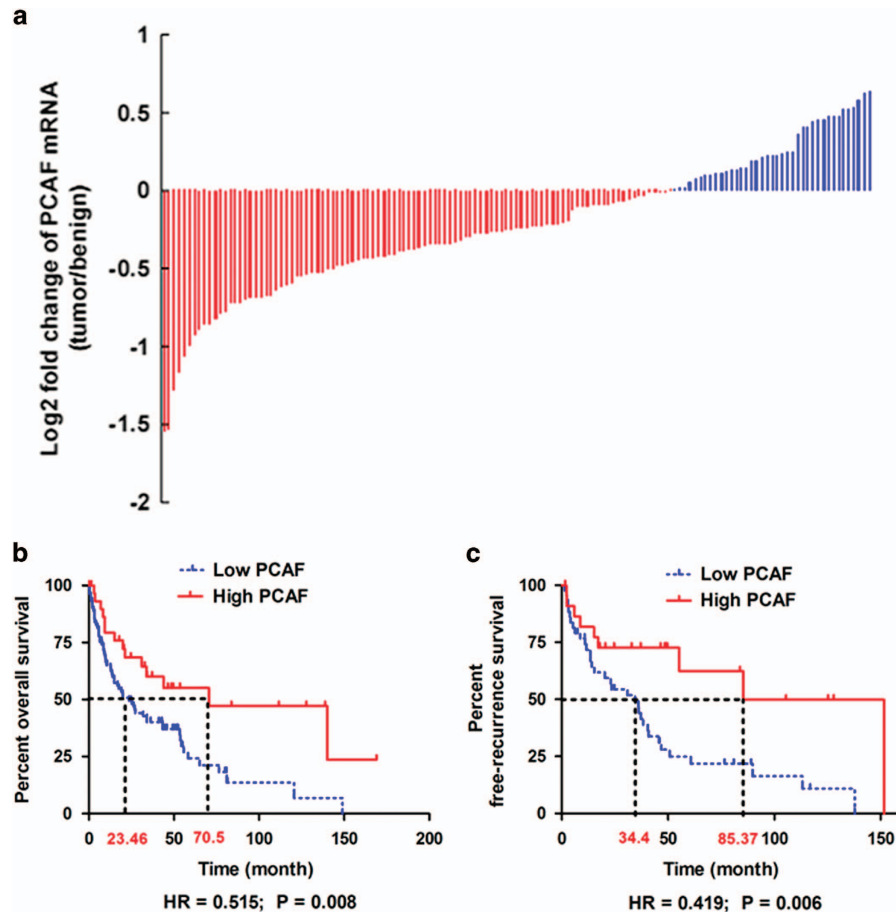 a
Log2 fold change of PCAF mRNA
(tumor/benign)
1
0.5
0
-0.5
-1
-1.5
-2
b
Low PCAF
High PCAF
Percent overall survival
100
75
50
25
0
0 23.46 50 70.5 100 150 200
Time (month)
HR = 0.515; P = 0.008
c
Low PCAF
High PCAF
Percent
free-recurrence survival
100
75
50
25
0
0 34.4 50 85.37 100 150
Time (month)
HR = 0.419; P = 0.006